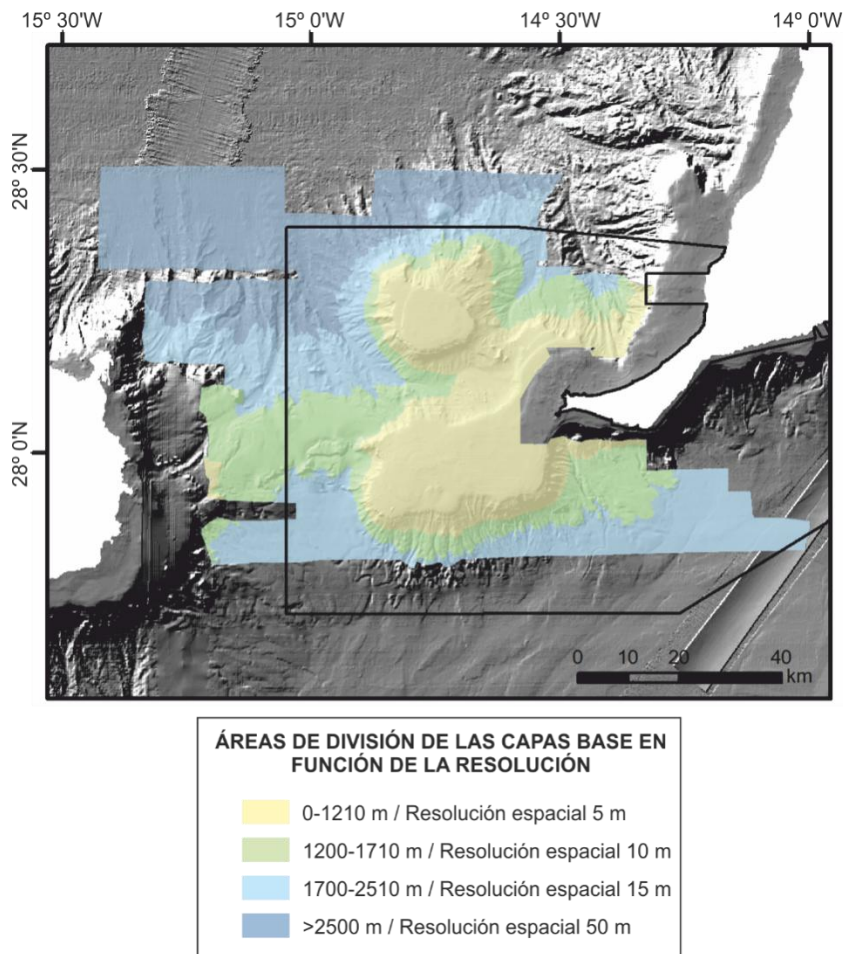 15º 30'W 15º 0'W 14º 30'W 14º 0'W
28º 30'N
28º 0'N
0 10 20 40
km
ÁREAS DE DIVISIÓN DE LAS CAPAS BASE EN
FUNCIÓN DE LA RESOLUCIÓN
0-1210 m / Resolución espacial 5 m
1200-1710 m / Resolución espacial 10 m
1700-2510 m / Resolución espacial 15 m
>2500 m / Resolución espacial 50 m